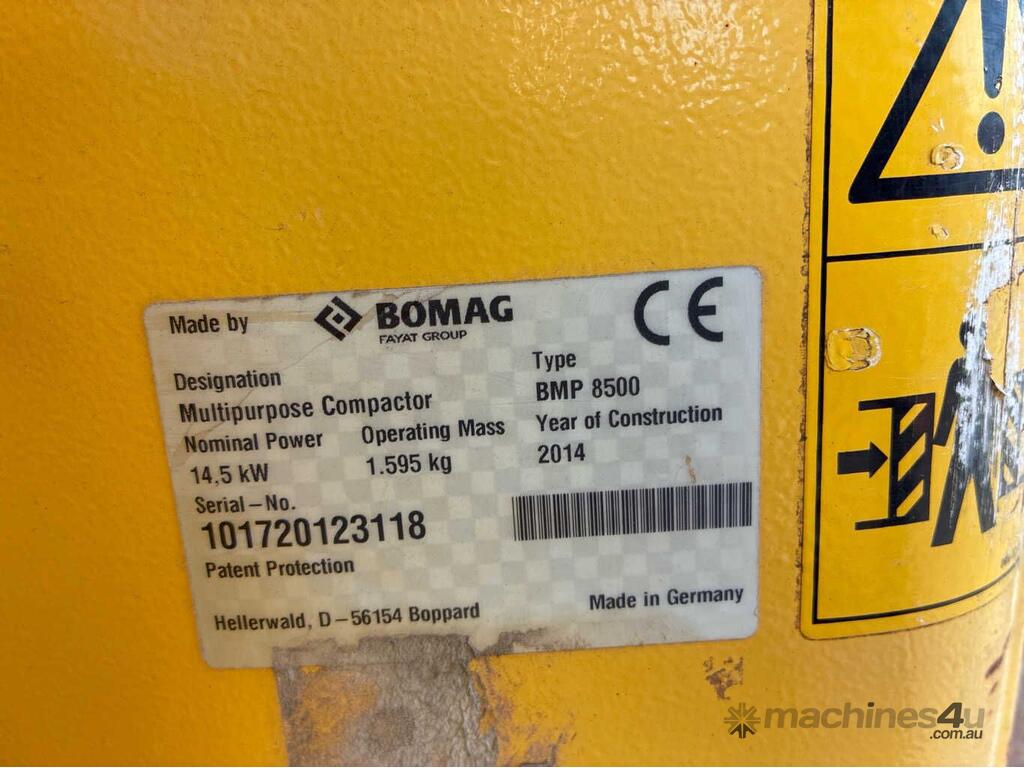 Made by BOMAG
FAYAT GROUP
CE
Designation
Type
Multipurpose Compactor
BMP 8500
Nominal Power
Operating Mass
Year of Construction
14,5 kW
1.595 kg
2014
Serial–No.
101720123118
Patent Protection
Hellerwald, D–56154 Boppard
Made in Germany
machines4u
.com.au